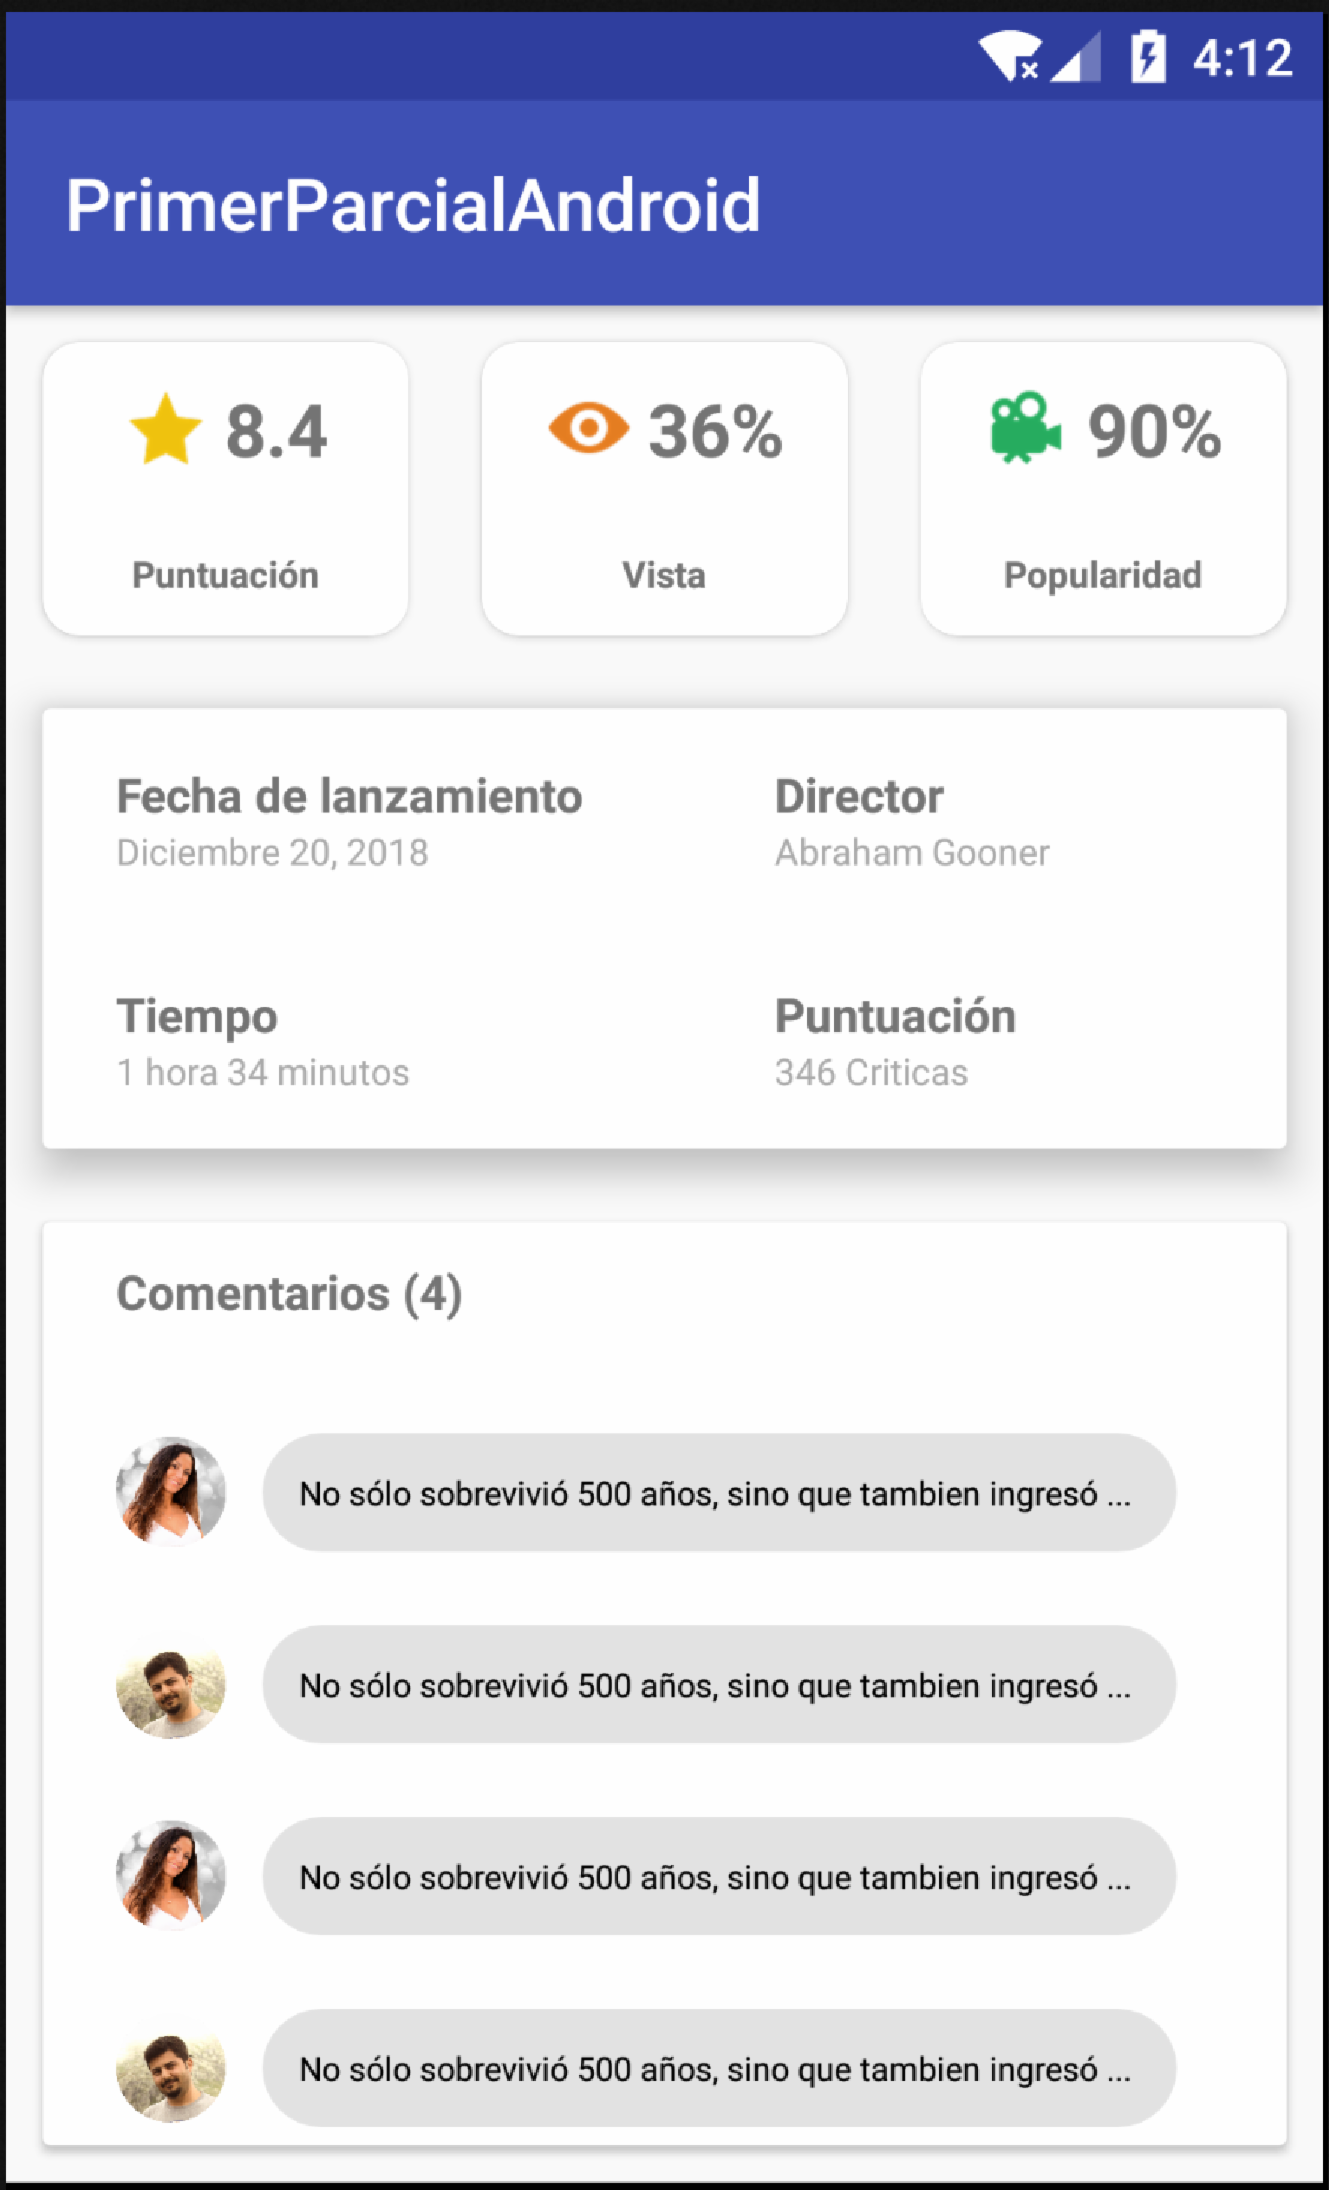 4:12
PrimerParcialAndroid
8.4
36%
90%
Puntuación
Vista
Popularidad
Fecha de lanzamiento
Director
Diciembre 20, 2018
Abraham Gooner
Tiempo
Puntuación
1 hora 34 minutos
346 Criticas
Comentarios (4)
No sólo sobrevivió 500 años, sino que tambien ingresó ...
No sólo sobrevivió 500 años, sino que tambien ingresó ...
No sólo sobrevivió 500 años, sino que tambien ingresó ...
No sólo sobrevivió 500 años, sino que tambien ingresó ...